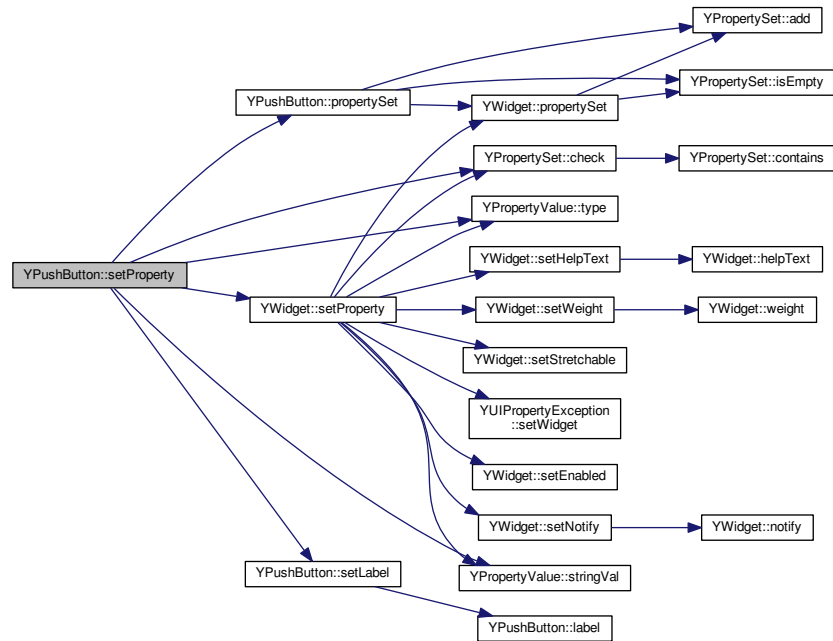 YPropertySet::add
YPropertySet::isEmpty
YPushButton::propertySet
YWidget::propertySet
YPropertySet::check
YPropertySet::contains
YPropertyValue::type
YWidget::setHelpText
YWidget::helpText
YPushButton::setProperty
YWidget::setProperty
YWidget::setWeight
YWidget::weight
YWidget::setStretchable
YUIPropertyException
::setWidget
YWidget::setEnabled
YWidget::setNotify
YWidget::notify
YPushButton::setLabel
YPropertyValue::stringVal
YPushButton::label